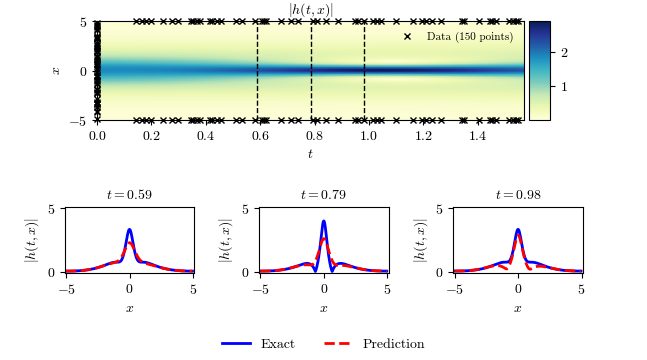 |h(t, x)|
5
0
−5
x
× Data (150 points)
2
1
0.0 0.2 0.4 0.6 0.8 1.0 1.2 1.4
t
t = 0.59
5
0
|h(t, x)|
−5 0 5
x
t = 0.79
5
0
|h(t, x)|
−5 0 5
x
t = 0.98
5
0
|h(t, x)|
−5 0 5
x
Exact Prediction